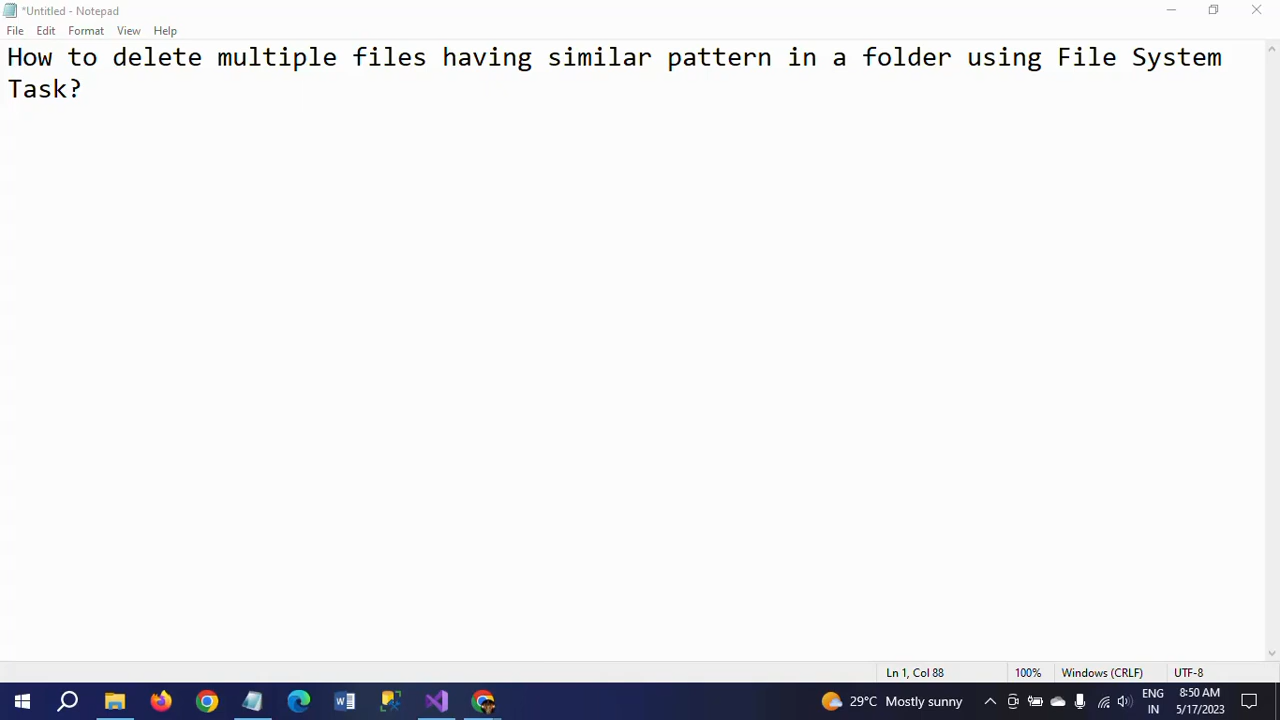 *Untitled - Notepad
File Edit Format View Help
How to delete multiple files having similar pattern in a folder using File System
Task?
Ln 1, Col 88 100% Windows (CRLF) UTF-8
29°C Mostly sunny
ENG
IN
8:50 AM
5/17/2023